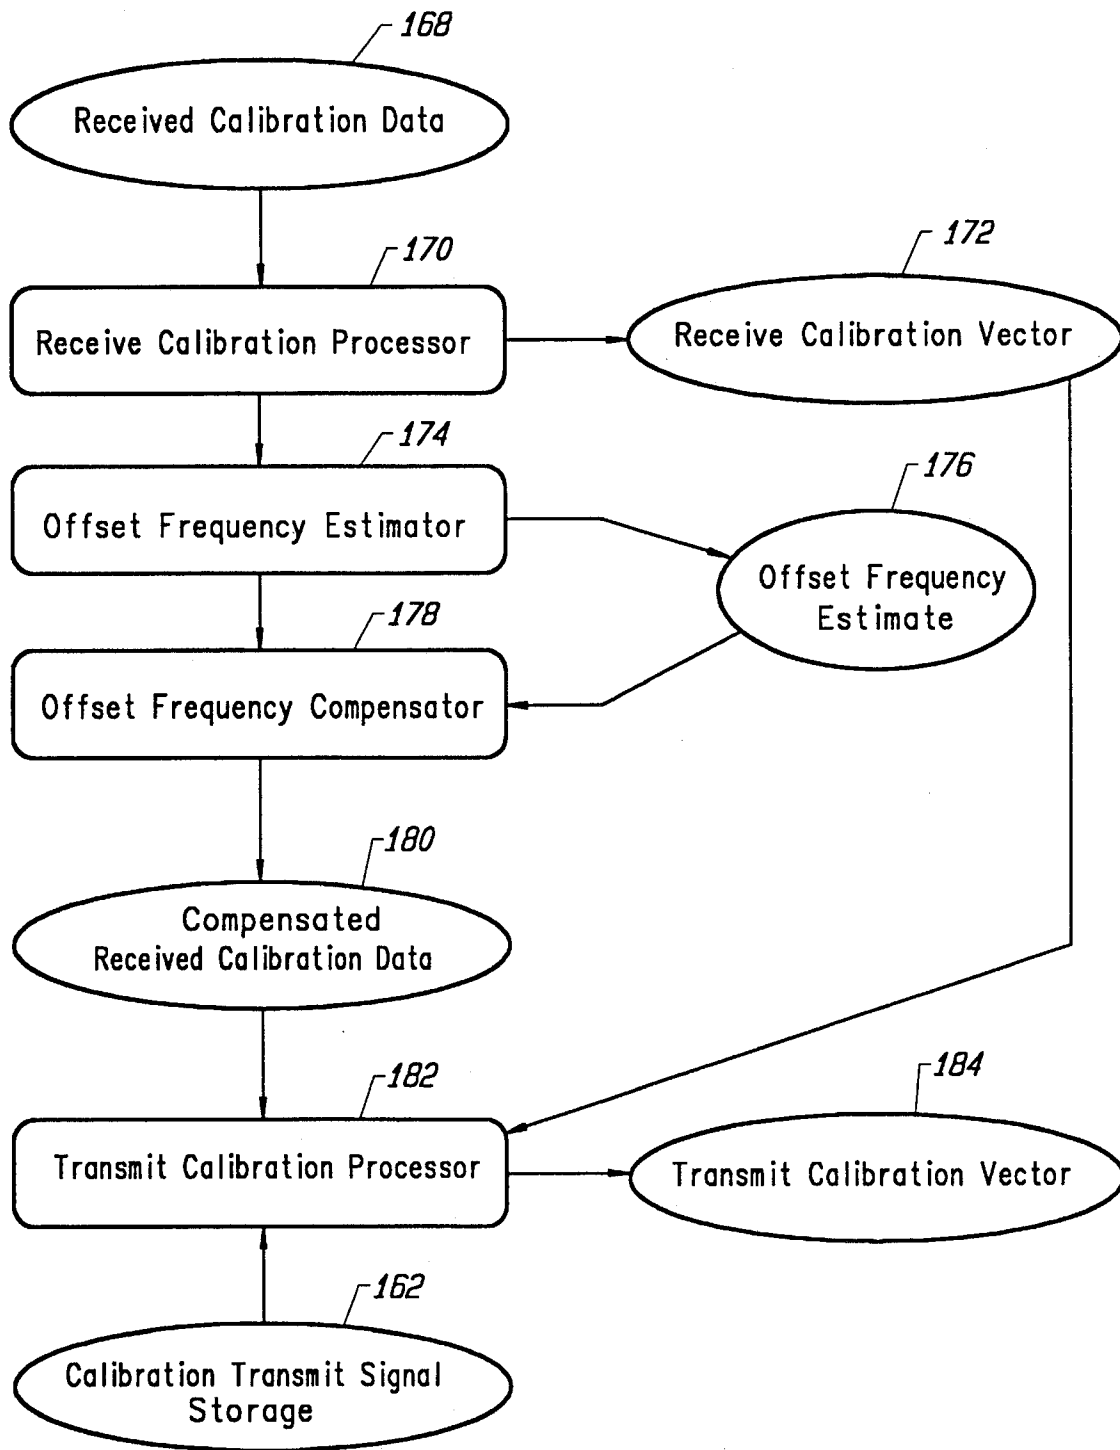 168
Received Calibration Data
170
172
Receive Calibration Processor
Receive Calibration Vector
174
176
Offset Frequency Estimator
Offset Frequency
Estimate
178
Offset Frequency Compensator
180
Compensated
Received Calibration Data
182
184
Transmit Calibration Processor
Transmit Calibration Vector
162
Calibration Transmit Signal
Storage